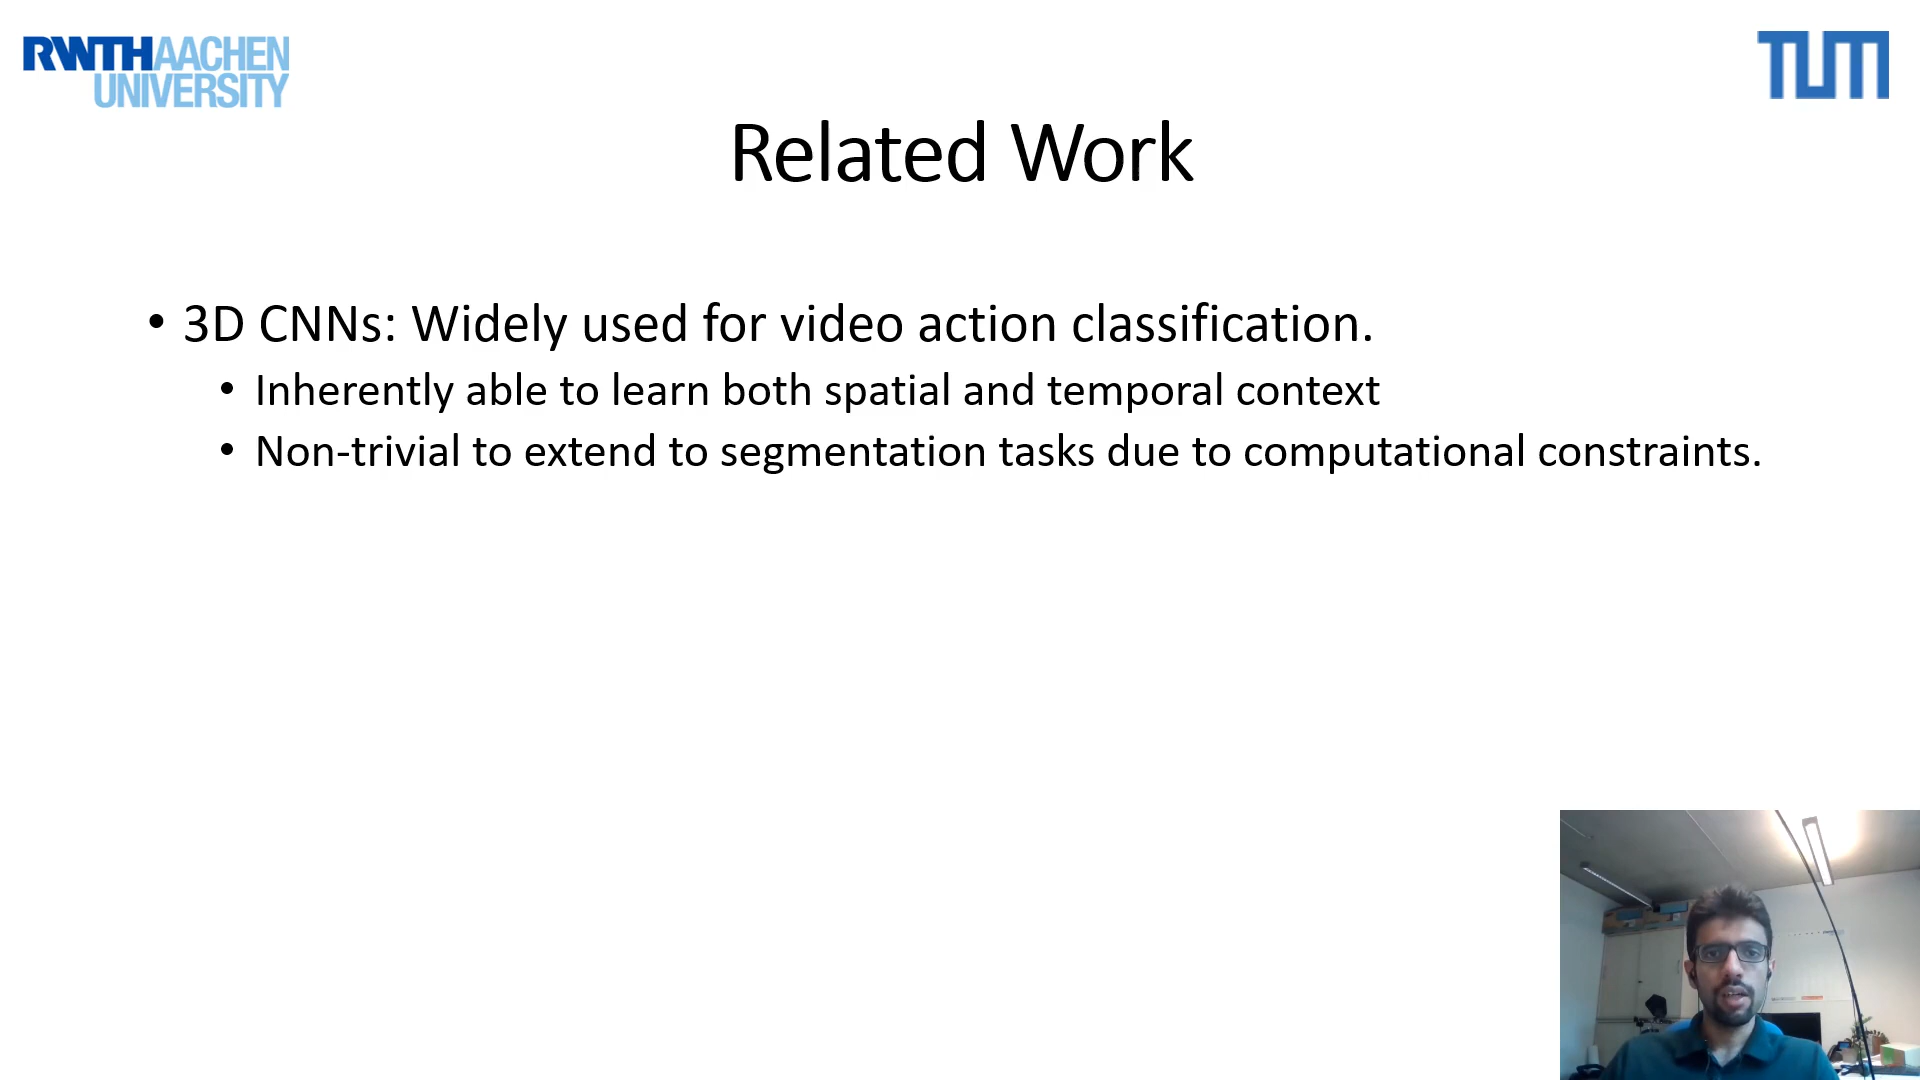 RWTHAACHEN
UNIVERSITY
TUM
Related Work
• 3D CNNs: Widely used for video action classification.
• Inherently able to learn both spatial and temporal context
• Non-trivial to extend to segmentation tasks due to computational constraints.